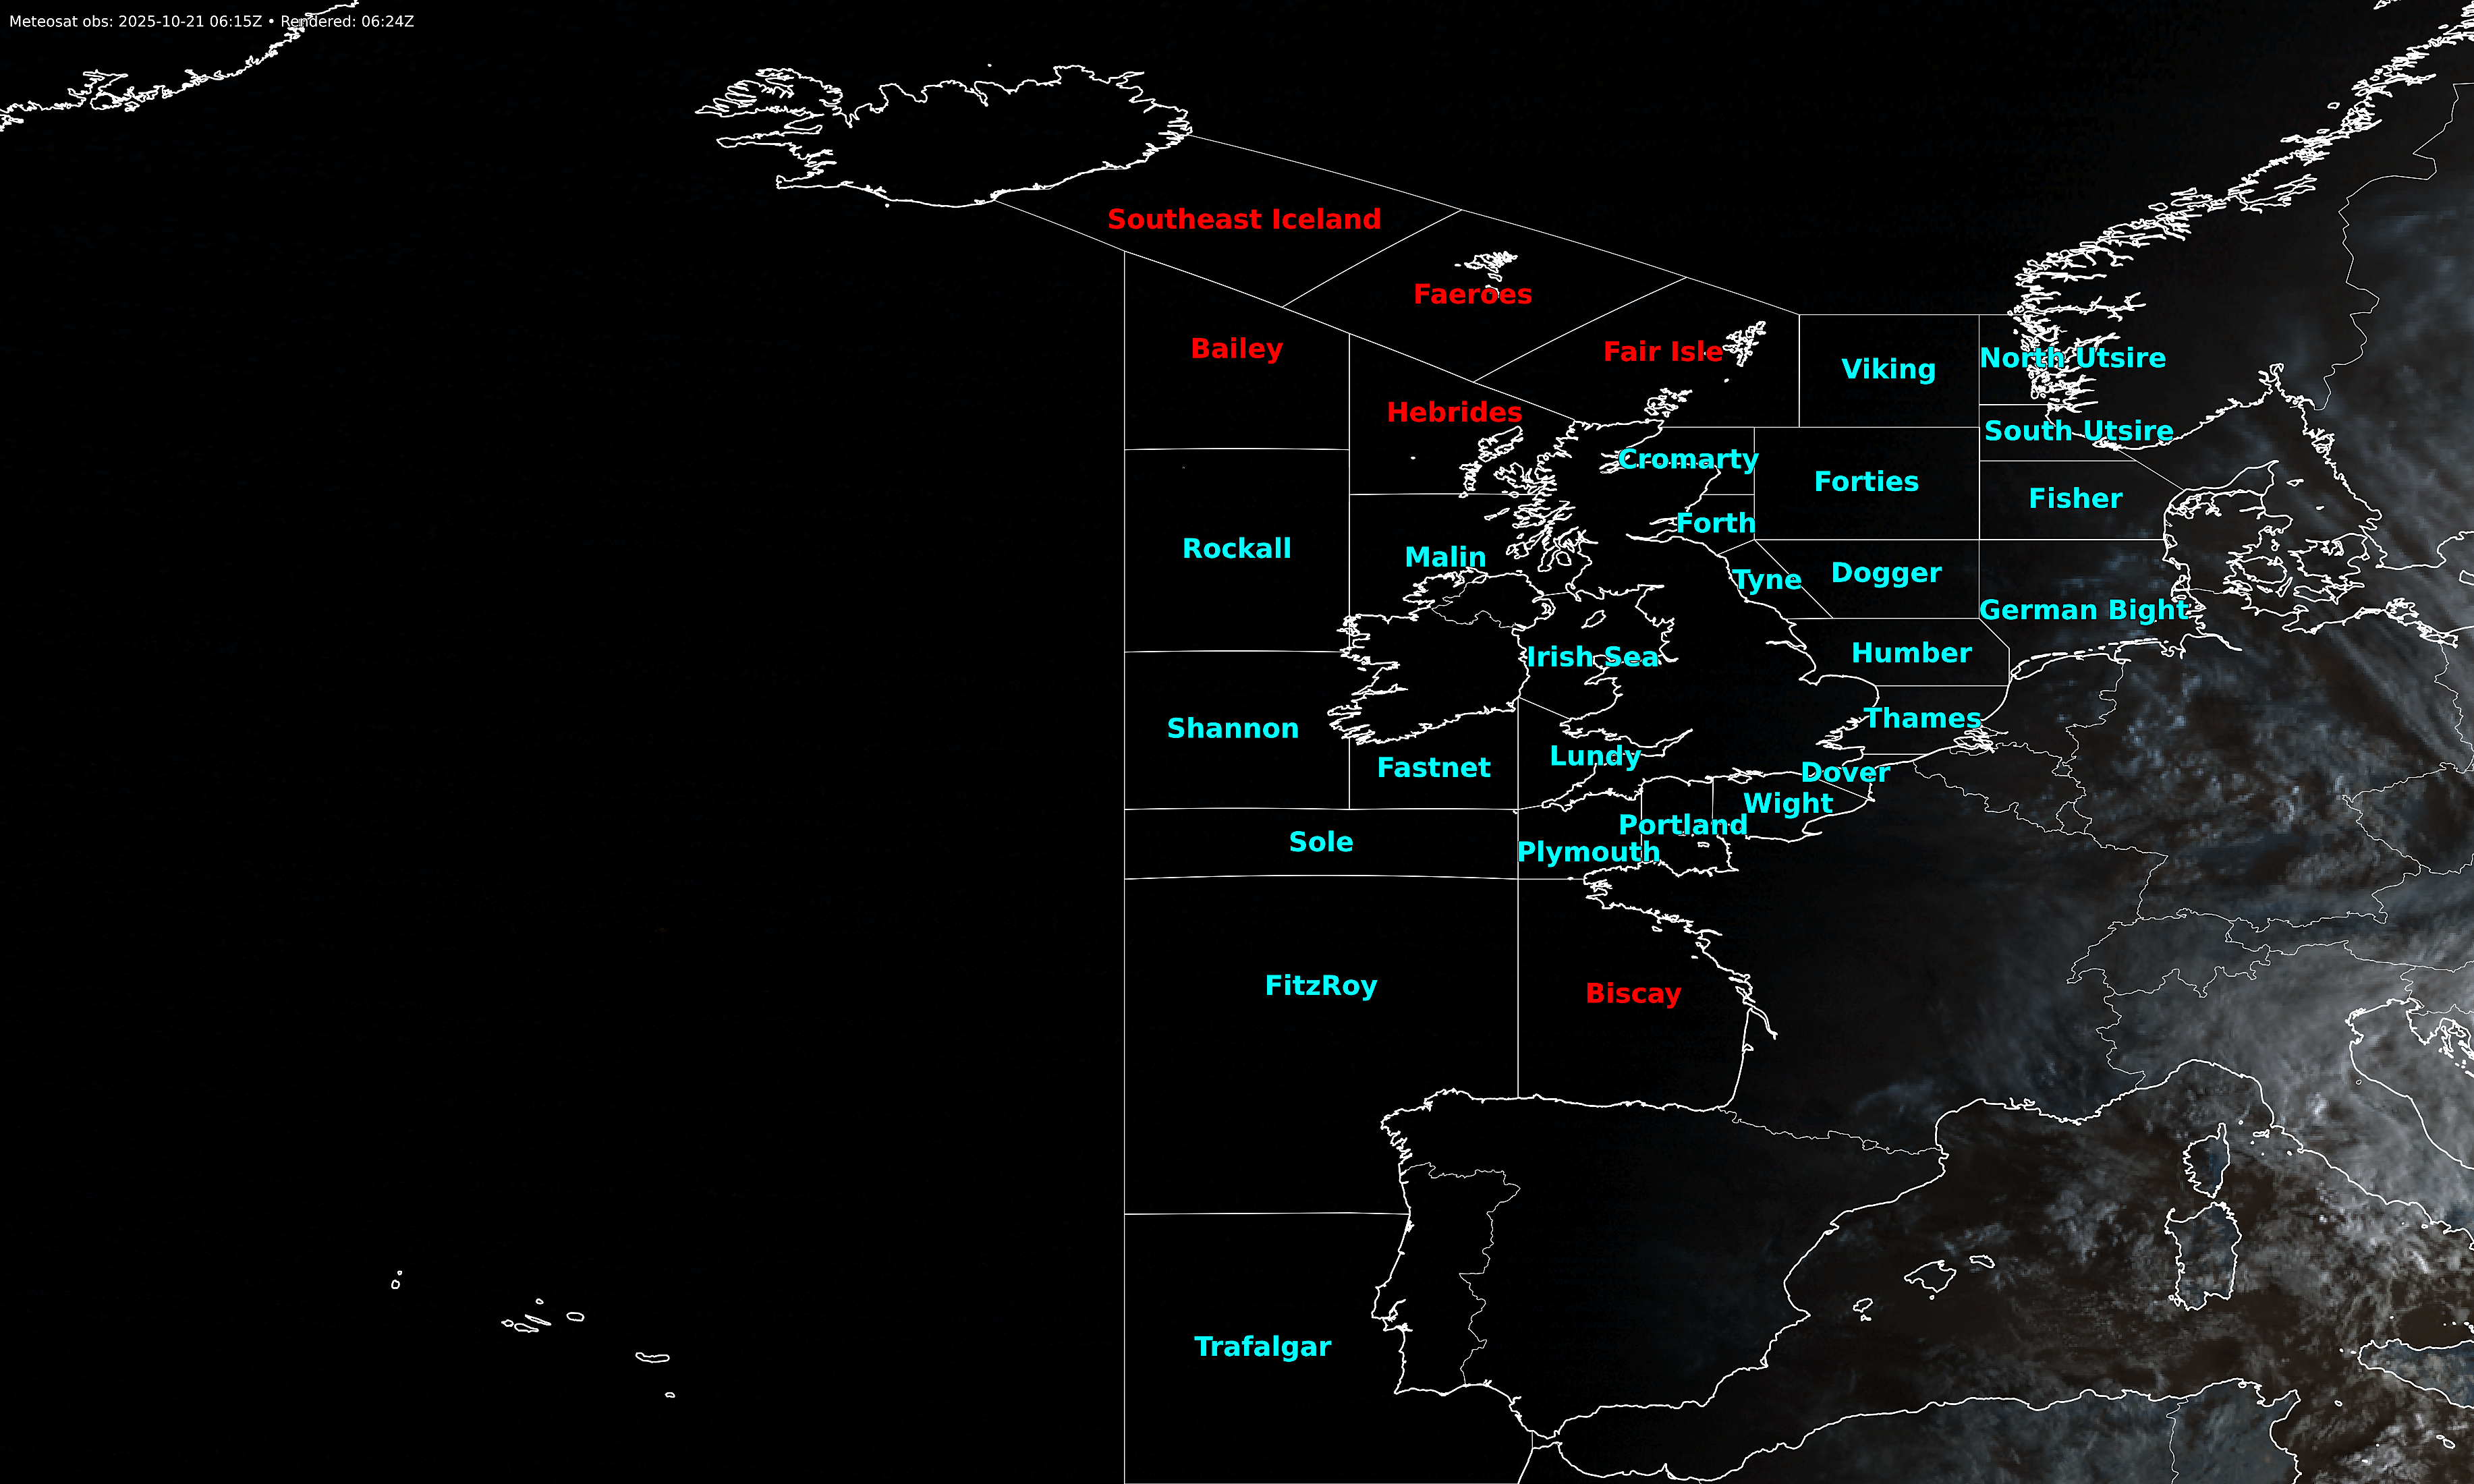 Meteosat obs: 2025-10-21 06:15Z • Rendered: 06:24Z
Southeast Iceland
Faeroes
Bailey
Fair Isle
Viking
North Utsire
Hebrides
South Utsire
Cromarty
Forties
Fisher
Forth
Rockall
Malin
Tyne
Dogger
German Bight
Irish Sea
Humber
Thames
Shannon
Fastnet
Lundy
Dover
Wight
Portland
Sole
Plymouth
FitzRoy
Biscay
Trafalgar